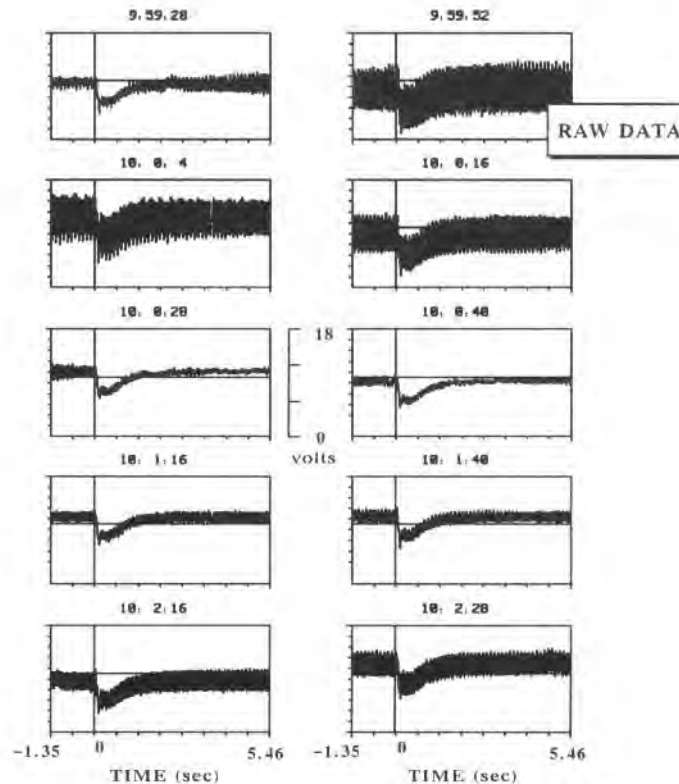 9.59.28
9.59.52
RAW DATA
10: 0: 4
10: 0:16
10: 0:28
10: 0:40
18
0
volts
10: 1:16
10: 1:40
10: 2:16
10: 2:28
-1.35 0 5.46
-1.35 0 5.46
TIME (sec)
TIME (sec)